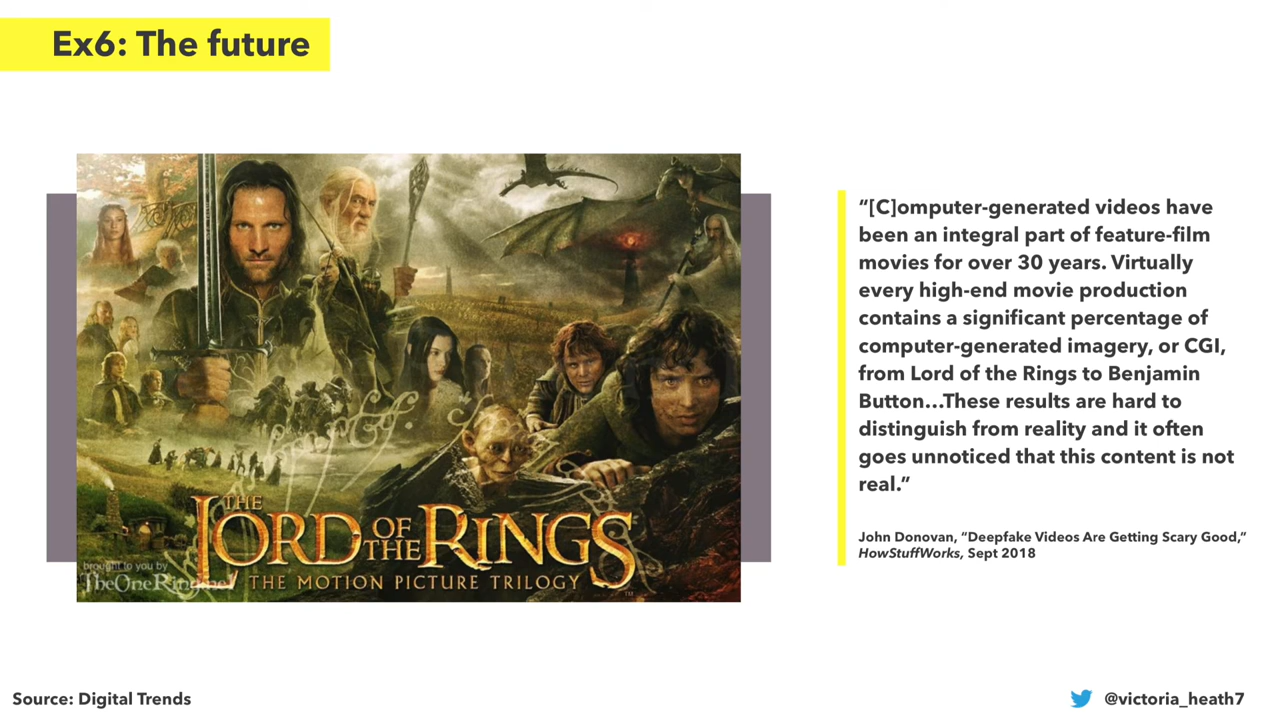 Ex6: The future
“[C]omputer-generated videos have
been an integral part of feature-film
movies for over 30 years. Virtually
every high-end movie production
contains a significant percentage of
computer-generated imagery, or CGI,
from Lord of the Rings to Benjamin
Button…These results are hard to
distinguish from reality and it often
goes unnoticed that this content is not
real.”
John Donovan, “Deepfake Videos Are Getting Scary Good,”
HowStuffWorks, Sept 2018
THE
LORD OF THE RINGS
THE MOTION PICTURE TRILOGY
TM
brought to you by
TheOneRing.net
Source: Digital Trends
@victoria_heath7